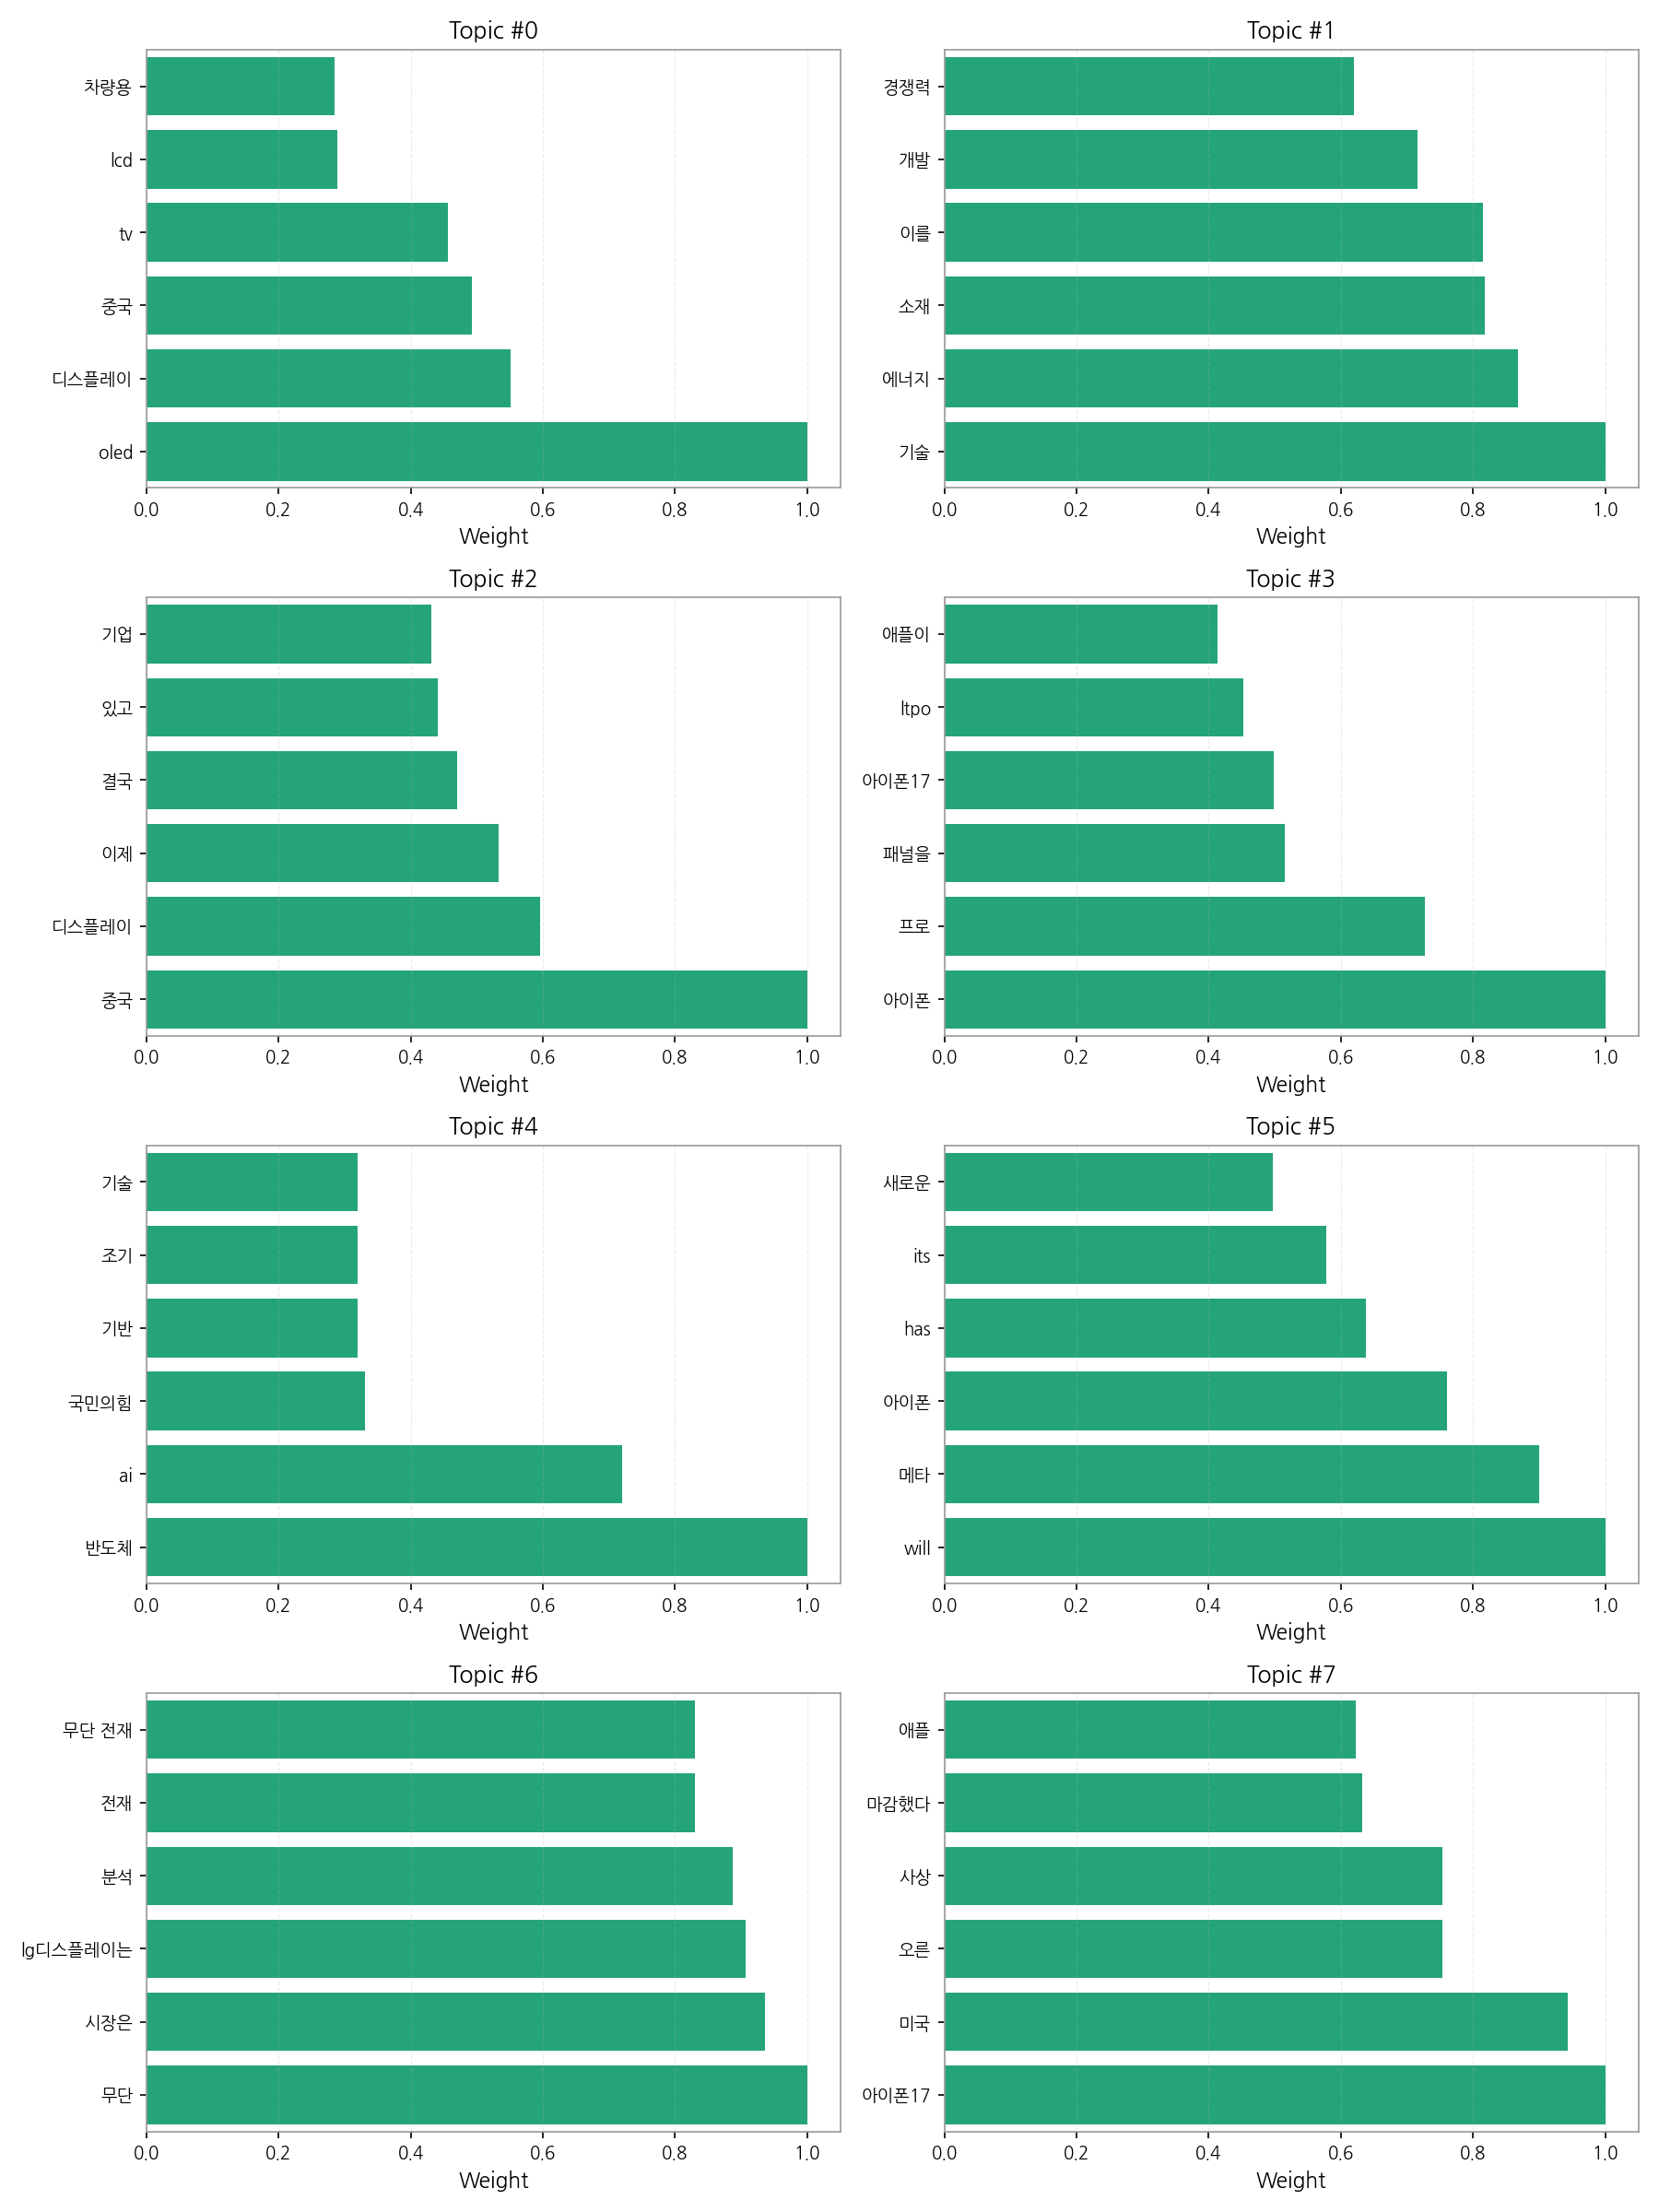 Topic #0
차량용
lcd
tv
중국
디스플레이
oled
0.0 0.2 0.4 0.6 0.8 1.0
Weight
Topic #1
경쟁력
개발
이를
소재
에너지
기술
0.0 0.2 0.4 0.6 0.8 1.0
Weight
Topic #2
기업
있고
결국
이제
디스플레이
중국
0.0 0.2 0.4 0.6 0.8 1.0
Weight
Topic #3
애플이
ltpo
아이폰17
패널을
프로
아이폰
0.0 0.2 0.4 0.6 0.8 1.0
Weight
Topic #4
기술
조기
기반
국민의힘
ai
반도체
0.0 0.2 0.4 0.6 0.8 1.0
Weight
Topic #5
새로운
its
has
아이폰
메타
will
0.0 0.2 0.4 0.6 0.8 1.0
Weight
Topic #6
무단 전재
전재
분석
lg디스플레이는
시장은
무단
0.0 0.2 0.4 0.6 0.8 1.0
Weight
Topic #7
애플
마감했다
사상
오른
미국
아이폰17
0.0 0.2 0.4 0.6 0.8 1.0
Weight